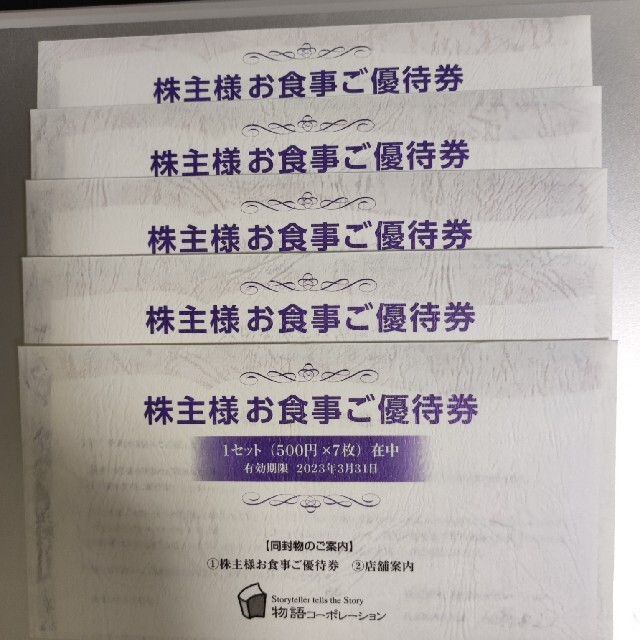 株主様お食事ご優待券
株主様お食事ご優待券
株主様お食事ご優待券
株主様お食事ご優待券
株主様お食事ご優待券
1セット（500円×7枚）在中
有効期限 2023年3月31日
【同封物のご案内】
①株主様お食事ご優待券 ②店舗案内
Storyteller tells the Story
物語コーポレーション